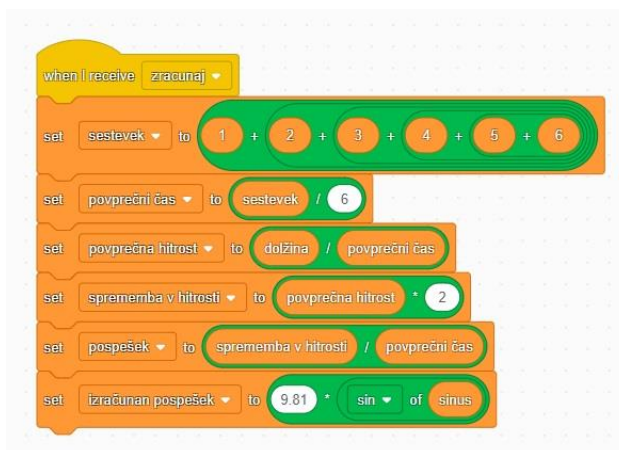 when I receive zracunaj
set sestevek to 1 + 2 + 3 + 4 + 5 + 6
set povprečni čas to sestevek / 6
set povprečna hitrost to dolžina / povprečni čas
set sprememba v hitrosti to povprečna hitrost * 2
set pospešek to sprememba v hitrosti / povprečni čas
set izračunan pospešek to 9.81 * sin of sinus